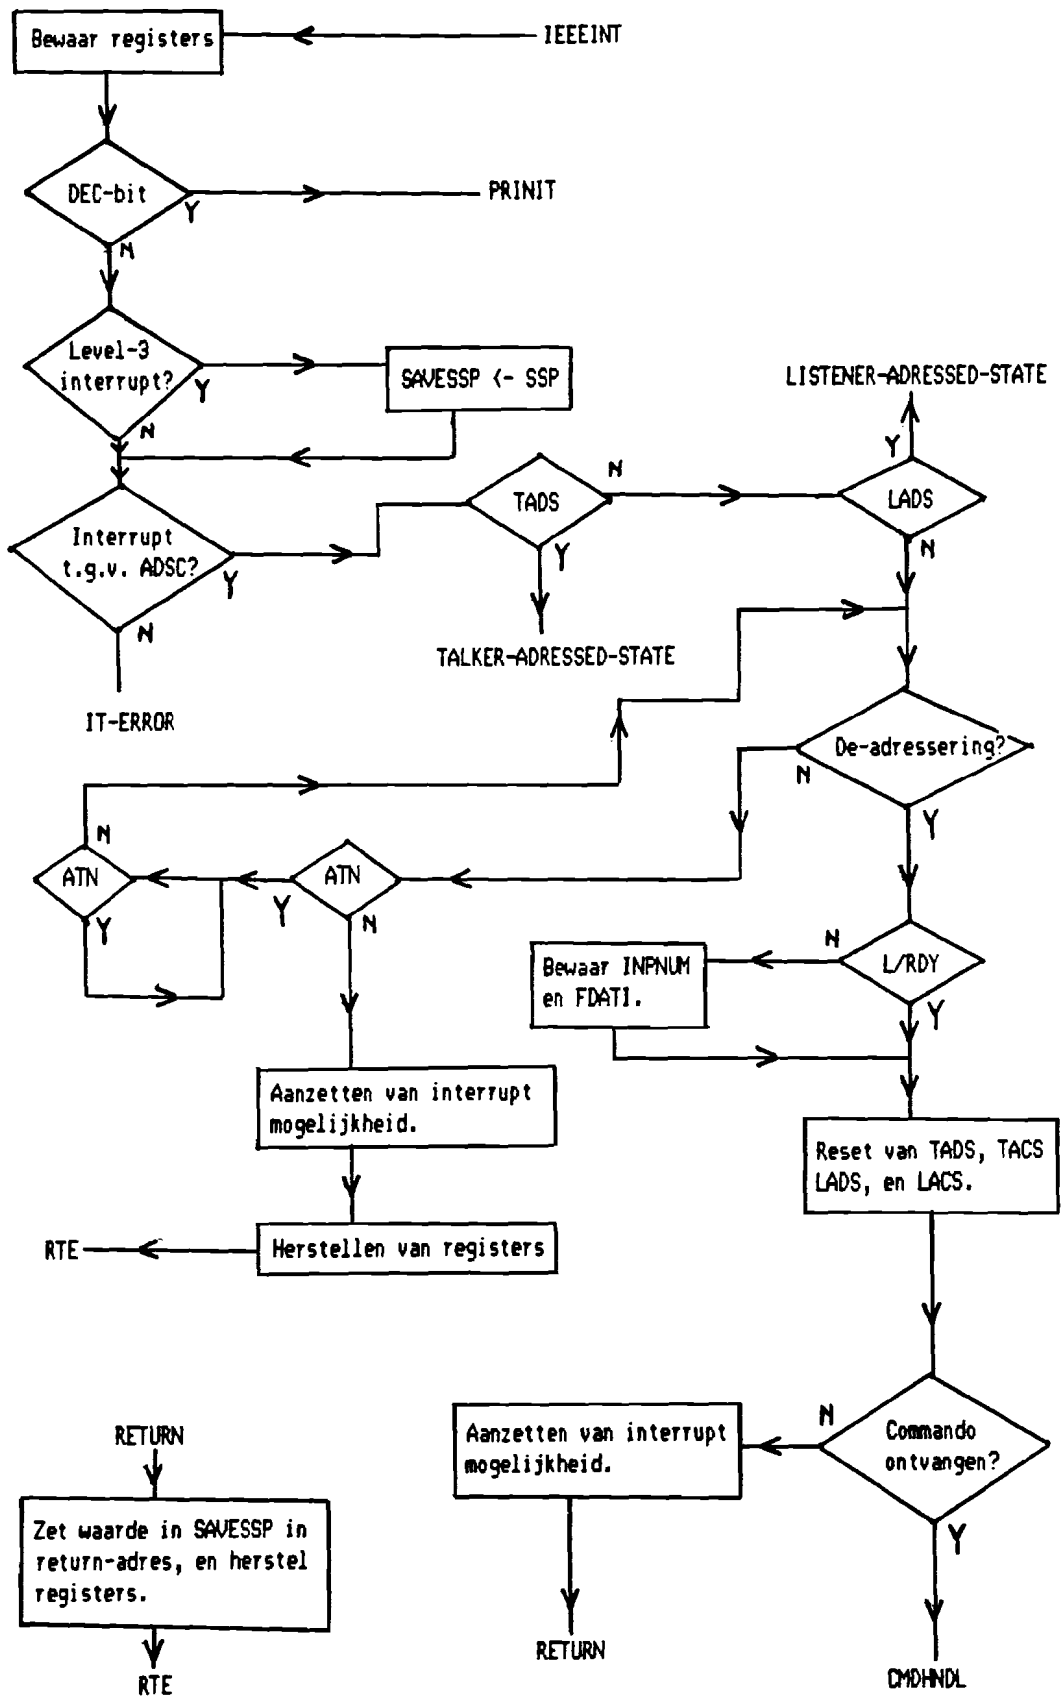 Bewaar registers
IEEEINT
DEC-bit
Y
PRINIT
N
Level-3
interrupt?
Y
SAVESSP <- SSP
N
LISTENER-ADRESSED-STATE
Y
TADS
N
LADS
Interrupt
t.g.v. ADSC?
Y
Y
N
N
TALKER-ADRESSED-STATE
IT-ERROR
De-adressering?
N
Y
N
ATN
Y
ATN
Y
N
N
L/RDY
Y
Bewaar INPNUM
en FDATI.
Aanzetten van interrupt
mogelijkheid.
Reset van TADS, TACS
LADS, en LACS.
RTE
Herstellen van registers
N
Commando
ontvangen?
Y
Aanzetten van interrupt
mogelijkheid.
RETURN
RETURN
Zet waarde in SAVESSP in
return-adres, en herstel
registers.
RTE
CMDHNDL